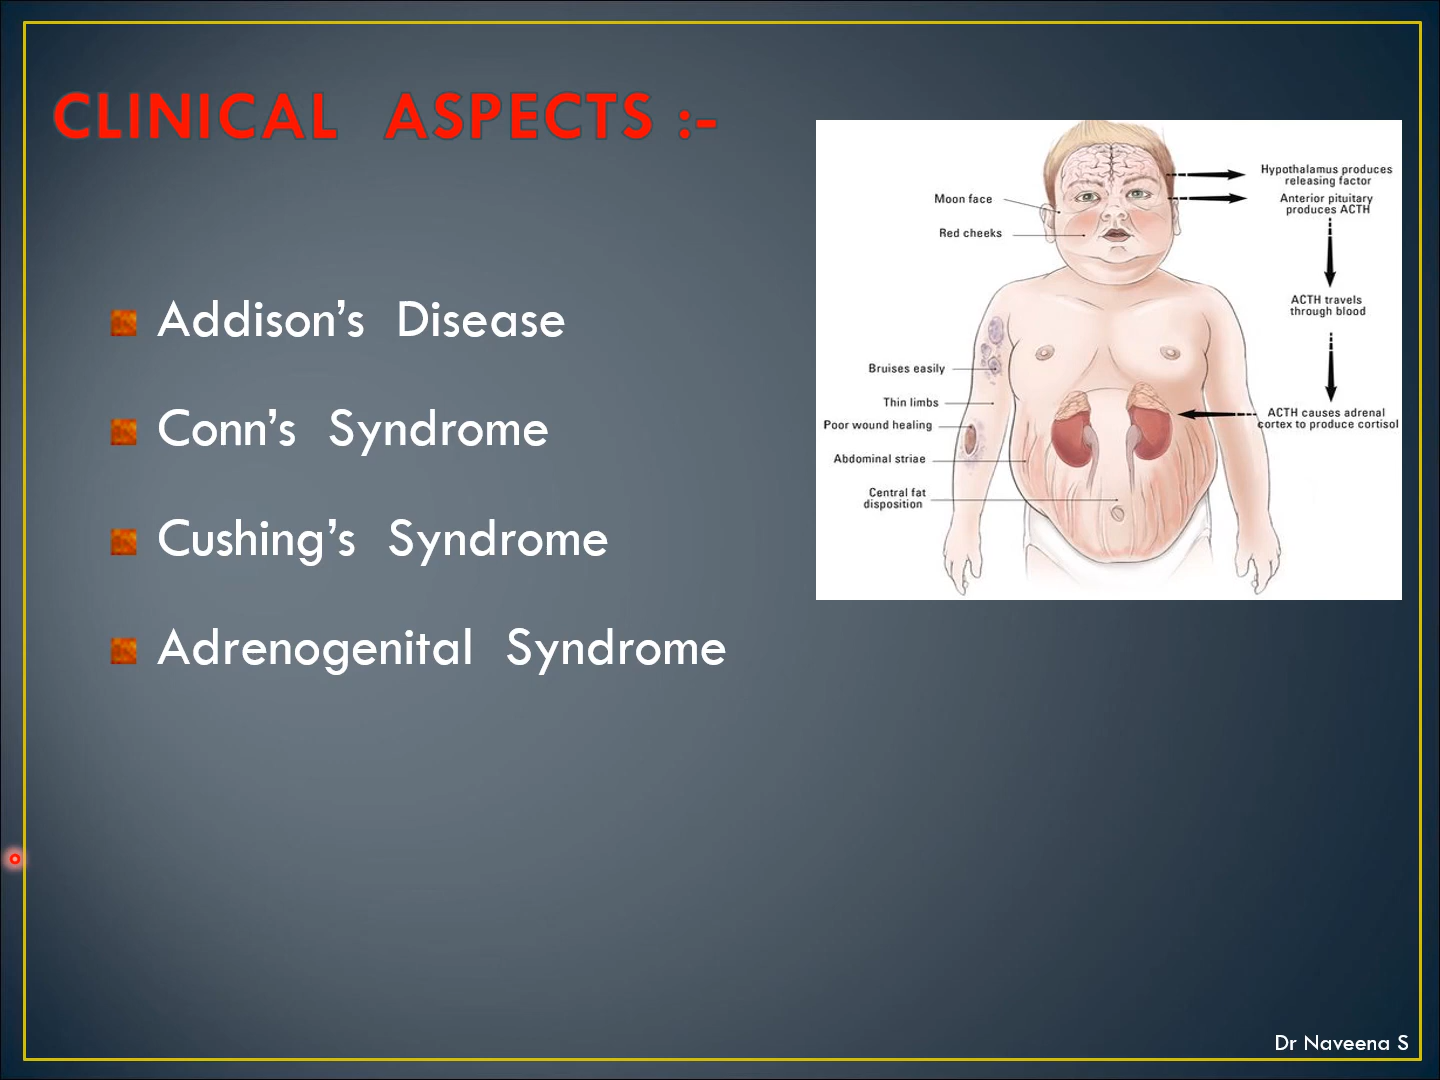 CLINICAL ASPECTS :-
Addison's Disease
Conn's Syndrome
Cushing's Syndrome
Adrenogenital Syndrome
Moon face
Red cheeks
Bruises easily
Thin limbs
Poor wound healing
Abdominal striae
Central fat
disposition
Hypothalamus produces
releasing factor
Anterior pituitary
produces ACTH
ACTH travels
through blood
ACTH causes adrenal
cortex to produce cortisol
Dr Naveena S